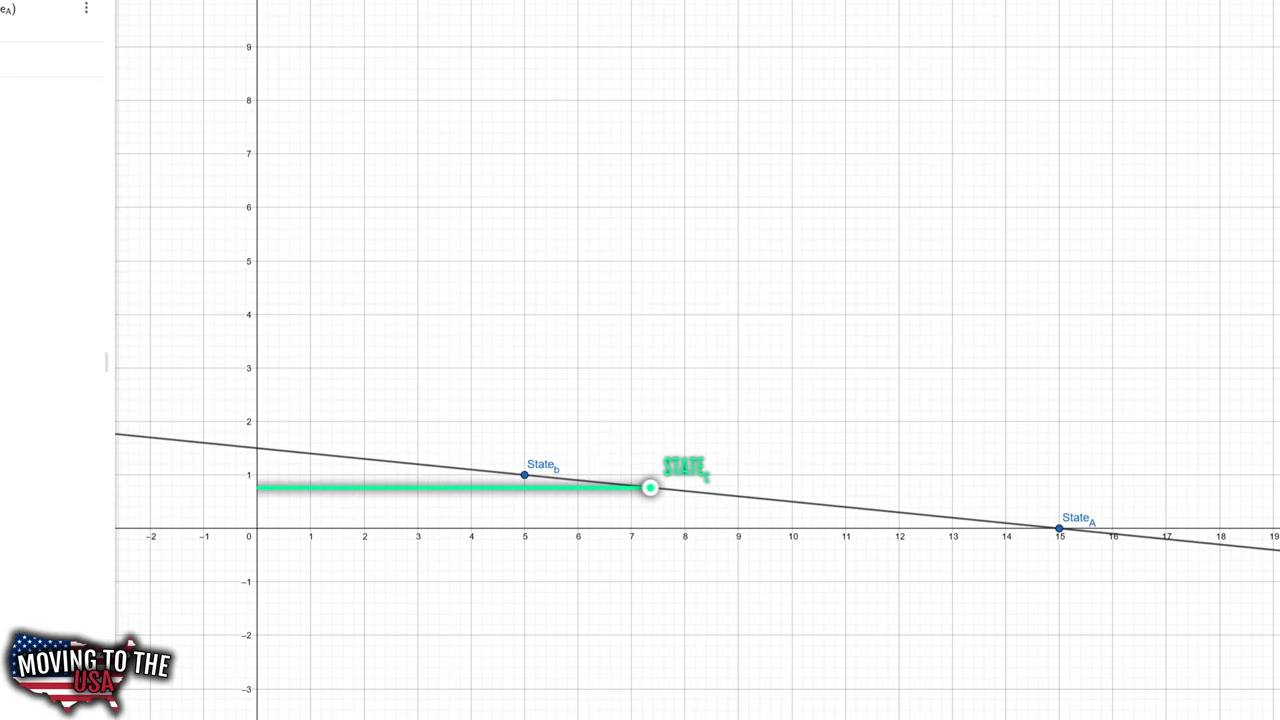 e_A)
9
8
7
6
5
4
3
2
State_b
STATE_C
1
State_A
–2 –1 0 1 2 3 4 5 6 7 8 9 10 11 12 13 14 15 16 17 18 19
–1
–2
–3
MOVING TO THE
USA